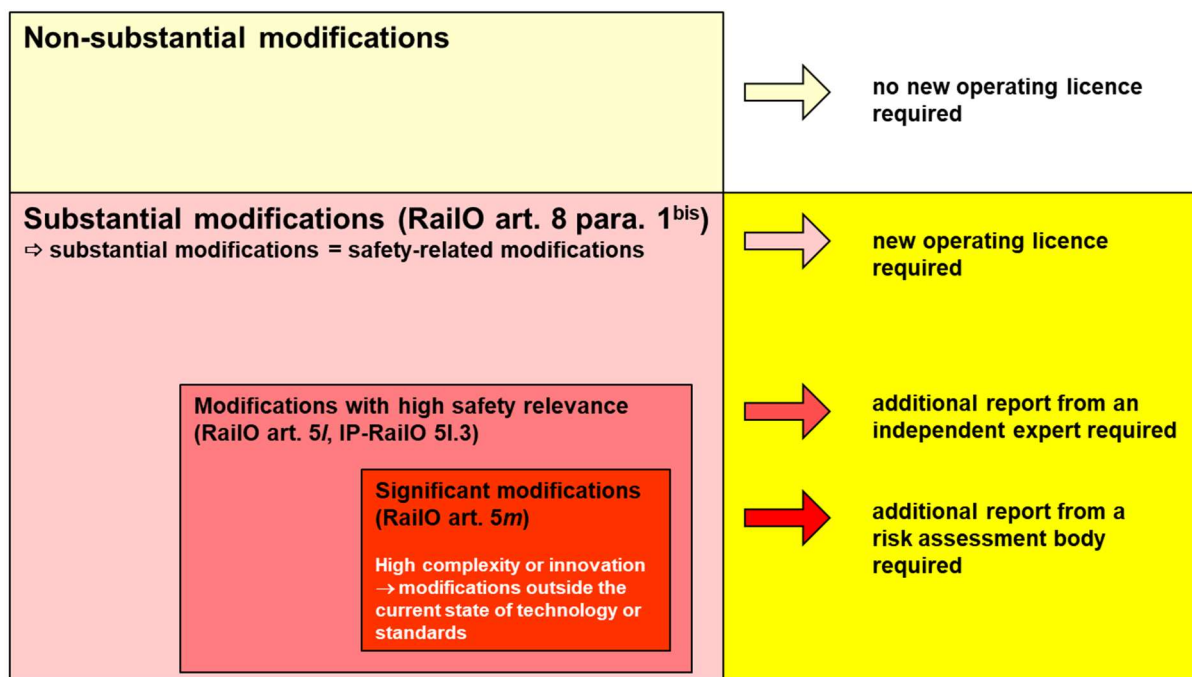 Non-substantial modifications
no new operating licence
required
Substantial modifications (RailO art. 8 para. 1bis)
⇨ substantial modifications = safety-related modifications
new operating licence
required
Modifications with high safety relevance
(RailO art. 5l, IP-RailO 5l.3)
additional report from an
independent expert required
Significant modifications
(RailO art. 5m)
High complexity or innovation
→ modifications outside the
current state of technology or
standards
additional report from a
risk assessment body
required